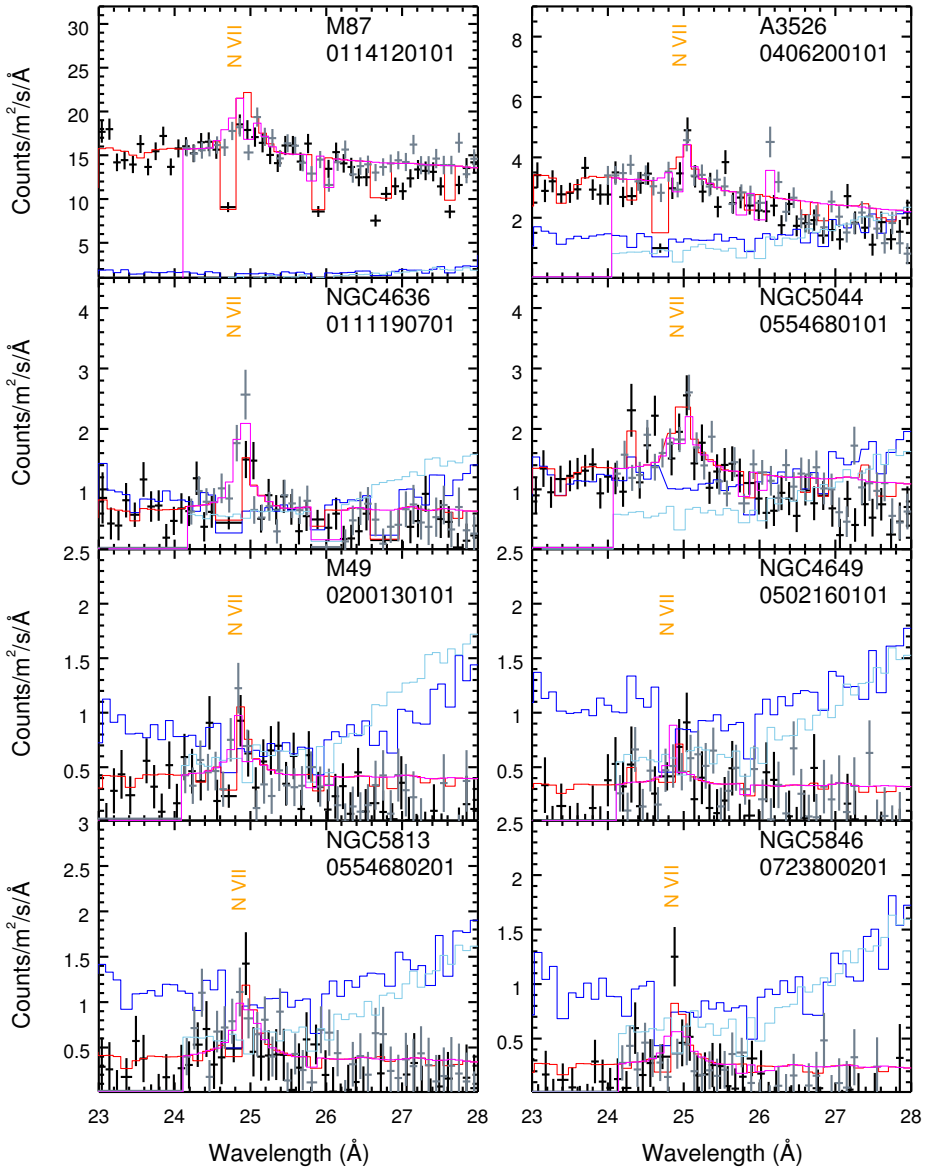 M87
0114120101
N VII
Counts/m²/s/Å
30
25
20
15
10
5
A3526
0406200101
N VII
8
6
4
2
NGC4636
0111190701
N VII
Counts/m²/s/Å
4
3
2
1
NGC5044
0554680101
N VII
4
3
2
1
M49
0200130101
N VII
Counts/m²/s/Å
2.5
2
1.5
1
0.5
NGC4649
0502160101
N VII
2.5
2
1.5
1
0.5
NGC5813
0554680201
N VII
Counts/m²/s/Å
3
2.5
2
1.5
1
0.5
23 24 25 26 27 28
Wavelength (Å)
NGC5846
0723800201
N VII
2.5
2
1.5
1
0.5
23 24 25 26 27 28
Wavelength (Å)